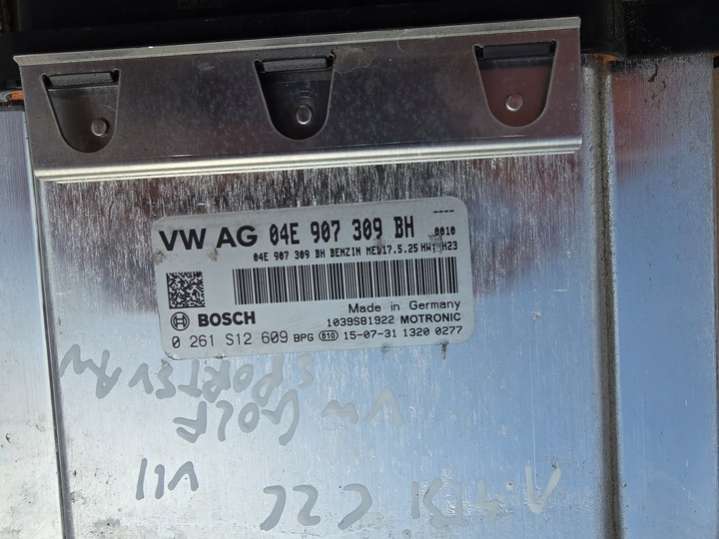 VW AG 04E 907 309 BH
----
0010
04E 907 309 BH BENZIN MED17.5.25 HW: H23
Made in Germany
BOSCH 1039S81922 MOTRONIC
0 261 S12 609 BPG 15-07-31 1320 0277
VW GOLF
SPORTSVAN
VII
CZC